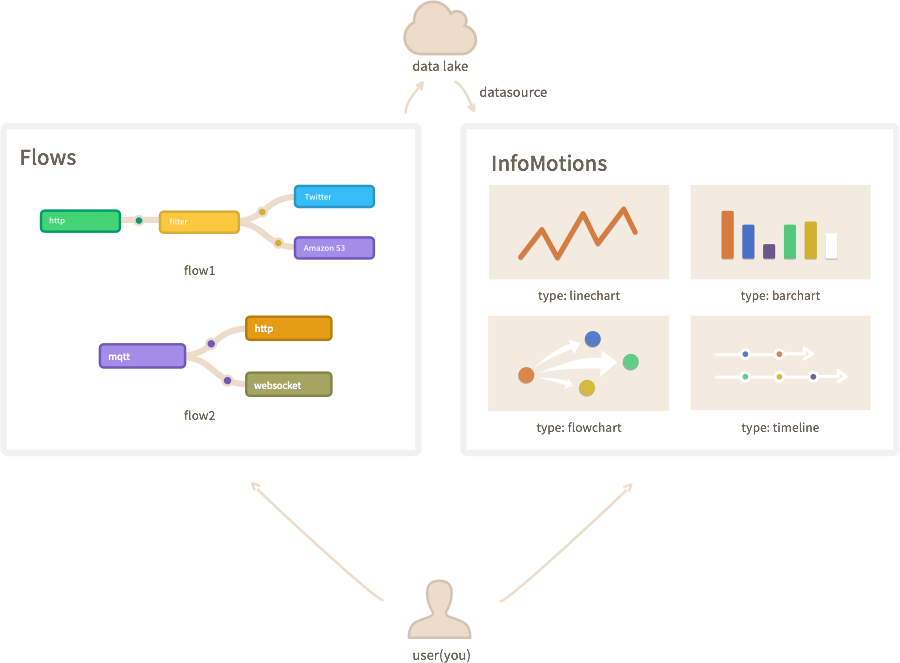 data lake
datasource
Flows
http
filter
Twitter
Amazon S3
flow1
mqtt
http
websocket
flow2
InfoMotions
type: linechart
type: barchart
type: flowchart
type: timeline
user(you)